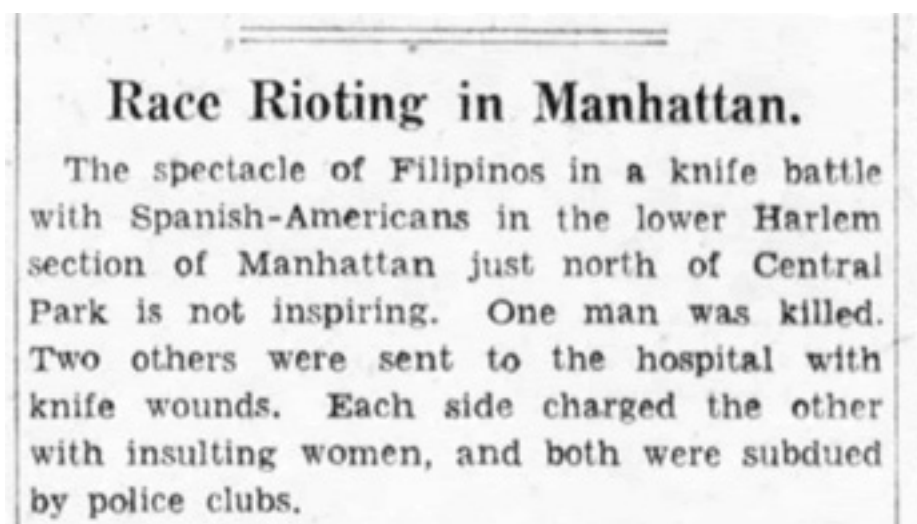 Race Rioting in Manhattan.
The spectacle of Filipinos in a knife battle
with Spanish-Americans in the lower Harlem
section of Manhattan just north of Central
Park is not inspiring. One man was killed.
Two others were sent to the hospital with
knife wounds. Each side charged the other
with insulting women, and both were subdued
by police clubs.